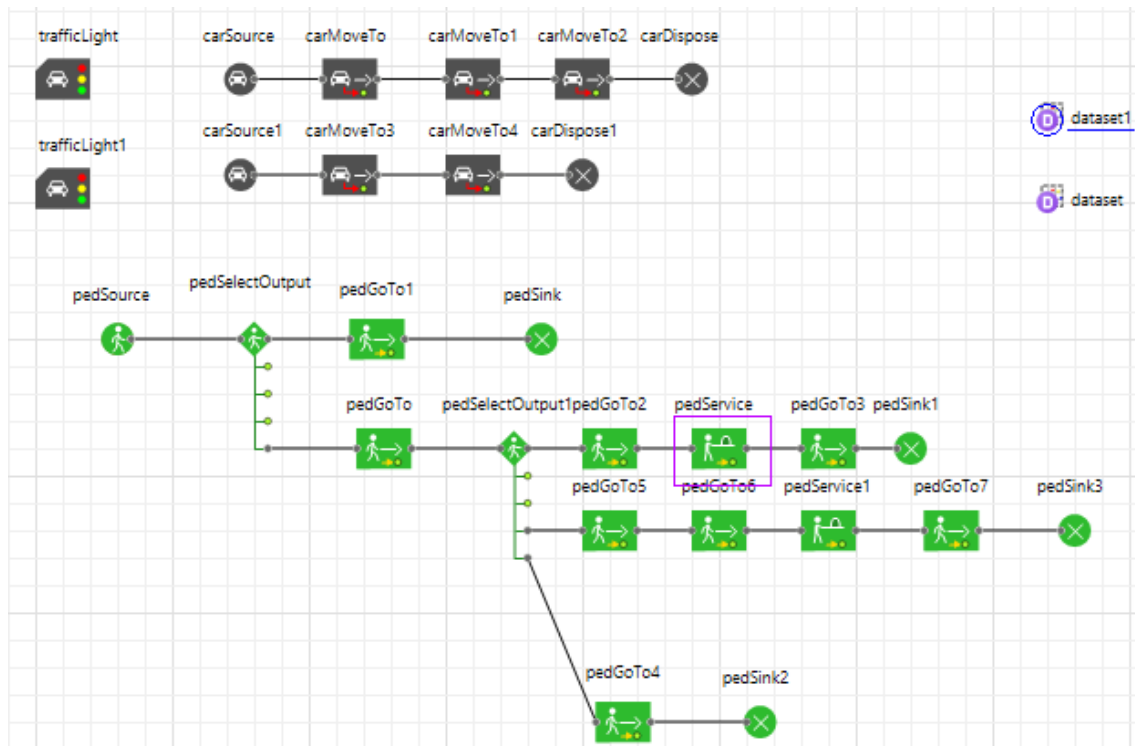 trafficLight
carSource
carMoveTo
carMoveTo1
carMoveTo2
carDispose
dataset1
trafficLight1
carSource1
carMoveTo3
carMoveTo4
carDispose1
dataset
pedSource
pedSelectOutput
pedGoTo1
pedSink
pedGoTo
pedSelectOutput1
pedGoTo2
pedService
pedGoTo3
pedSink1
pedGoTo5
pedGoTo6
pedService1
pedGoTo7
pedSink3
pedGoTo4
pedSink2